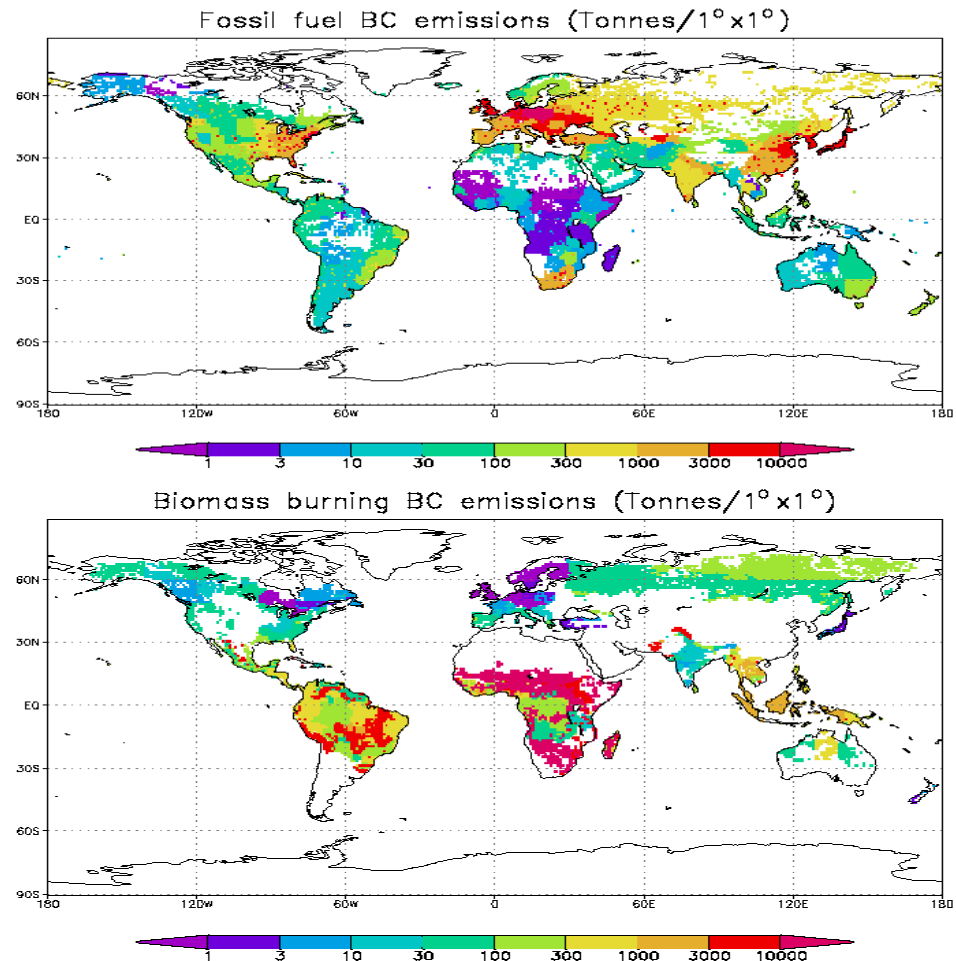 Fossil fuel BC emissions (Tonnes/1°x1°)
60N
30N
EQ
30S
60S
90S
180 120W 60W 0 60E 120E 180
1 3 10 30 100 300 1000 3000 10000
Biomass burning BC emissions (Tonnes/1°x1°)
60N
30N
EQ
30S
60S
90S
180 120W 60W 0 60E 120E 180
1 3 10 30 100 300 1000 3000 10000